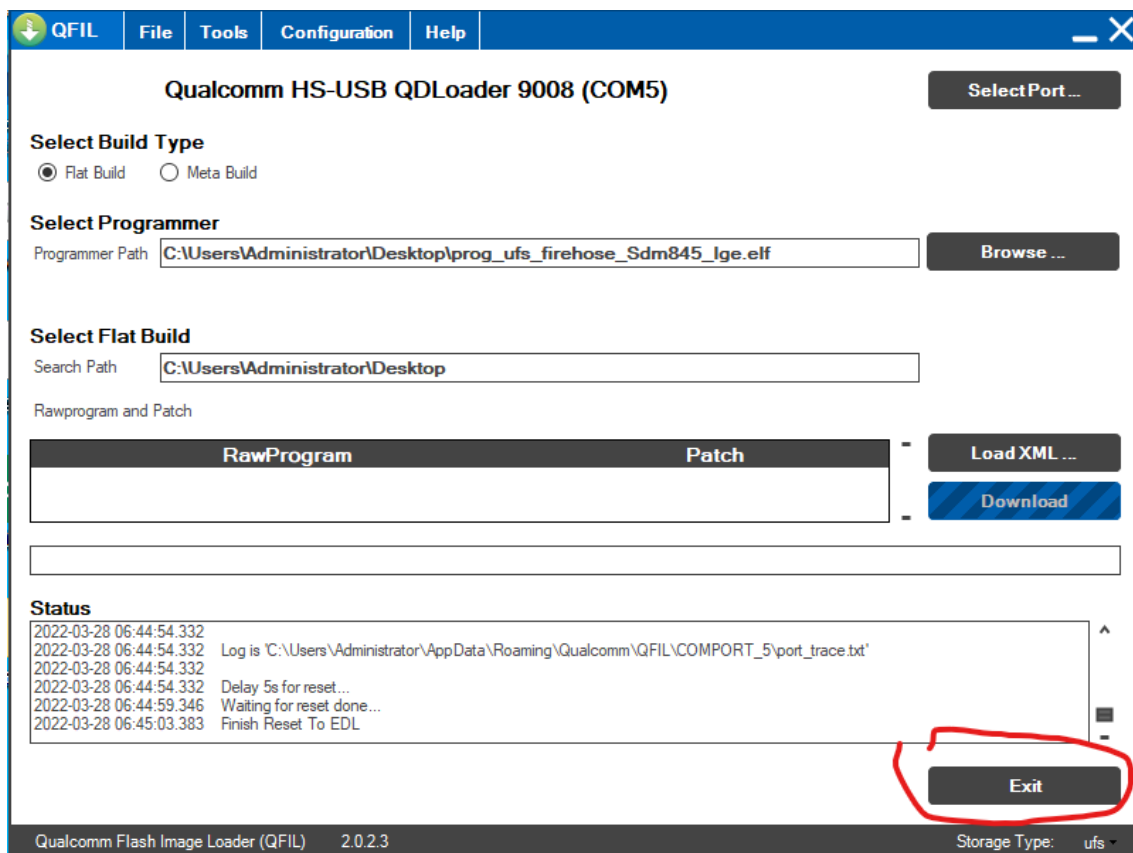 QFIL File Tools Configuration Help
Qualcomm HS-USB QDLoader 9008 (COM5)
Select Port ...
Select Build Type
Flat Build Meta Build
Select Programmer
Programmer Path C:\Users\Administrator\Desktop\prog_ufs_firehose_Sdm845_lge.elf
Browse ...
Select Flat Build
Search Path C:\Users\Administrator\Desktop
Rawprogram and Patch
RawProgram Patch
Load XML ...
Download
Status
2022-03-28 06:44:54.332
2022-03-28 06:44:54.332 Log is 'C:\Users\Administrator\AppData\Roaming\Qualcomm\QFIL\COMPORT_5\port_trace.txt'
2022-03-28 06:44:54.332
2022-03-28 06:44:54.332 Delay 5s for reset...
2022-03-28 06:44:59.346 Waiting for reset done...
2022-03-28 06:45:03.383 Finish Reset To EDL
Exit
Qualcomm Flash Image Loader (QFIL) 2.0.2.3 Storage Type: ufs